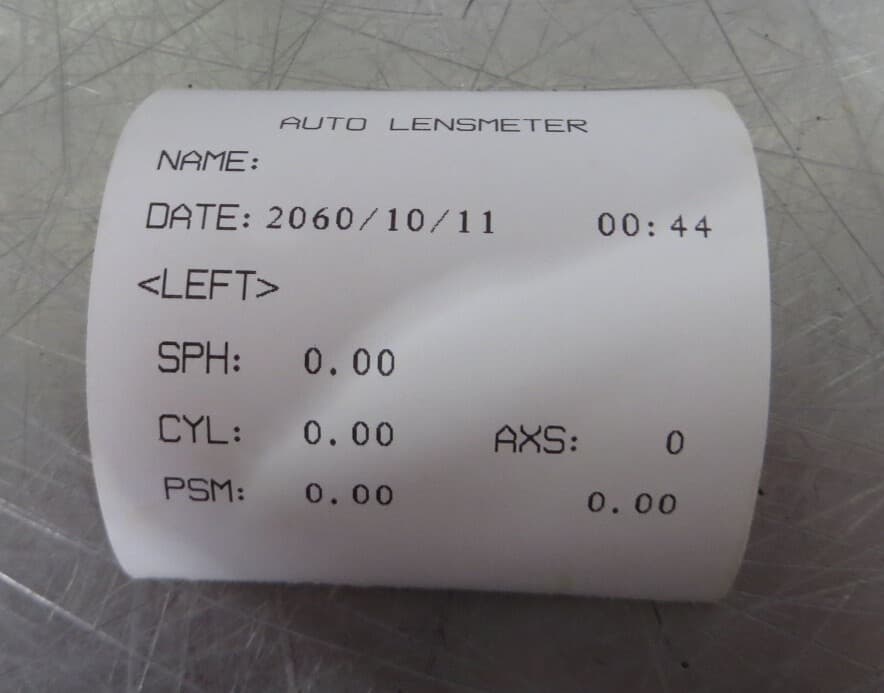 AUTO LENSMETER
NAME:
DATE: 2060/10/11 00:44
<LEFT>
SPH: 0.00
CYL: 0.00 AXS: 0
PSM: 0.00 0.00